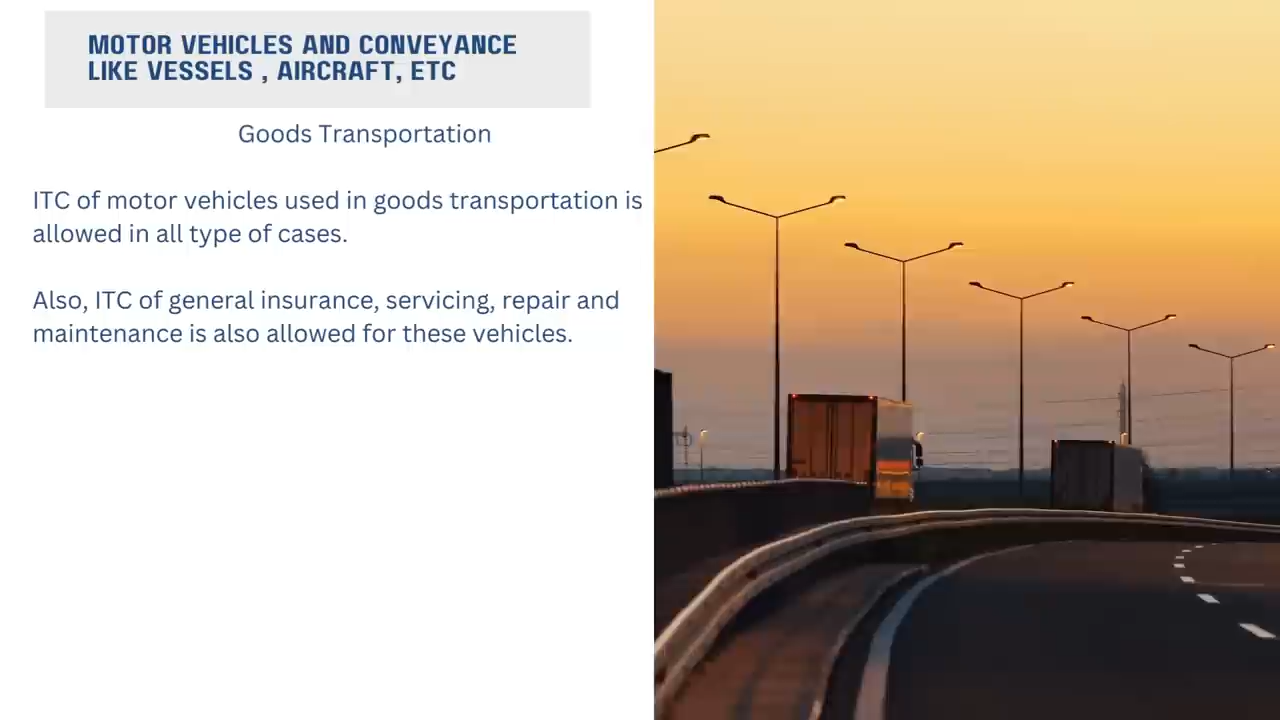 MOTOR VEHICLES AND CONVEYANCE
LIKE VESSELS , AIRCRAFT, ETC
Goods Transportation
ITC of motor vehicles used in goods transportation is
allowed in all type of cases.
Also, ITC of general insurance, servicing, repair and
maintenance is also allowed for these vehicles.